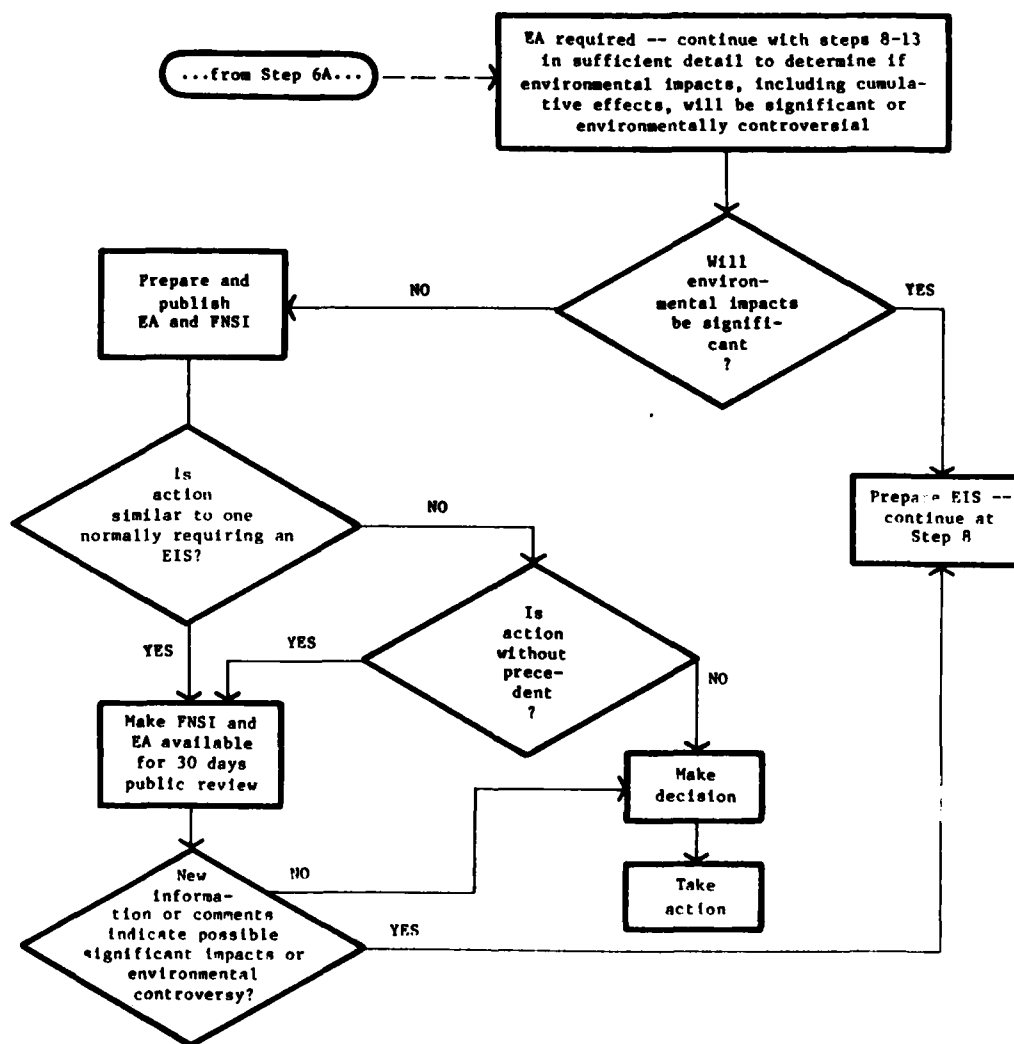 ...from Step 6A...
EA required -- continue with steps 8-13
in sufficient detail to determine if
environmental impacts, including cumula-
tive effects, will be significant or
environmentally controversial
Will
environ-
mental impacts
be signifi-
cant
?
NO
YES
Prepare and
publish
EA and FNSI
Is
action
similar to one
normally requiring an
EIS?
NO
YES
Prepare EIS --
continue at
Step 8
Is
action
without
prece-
dent
?
YES
NO
Make FNSI and
EA available
for 30 days
public review
Make
decision
Take
action
New
informa-
tion or comments
indicate possible
significant impacts or
environmental
controversy?
NO
YES